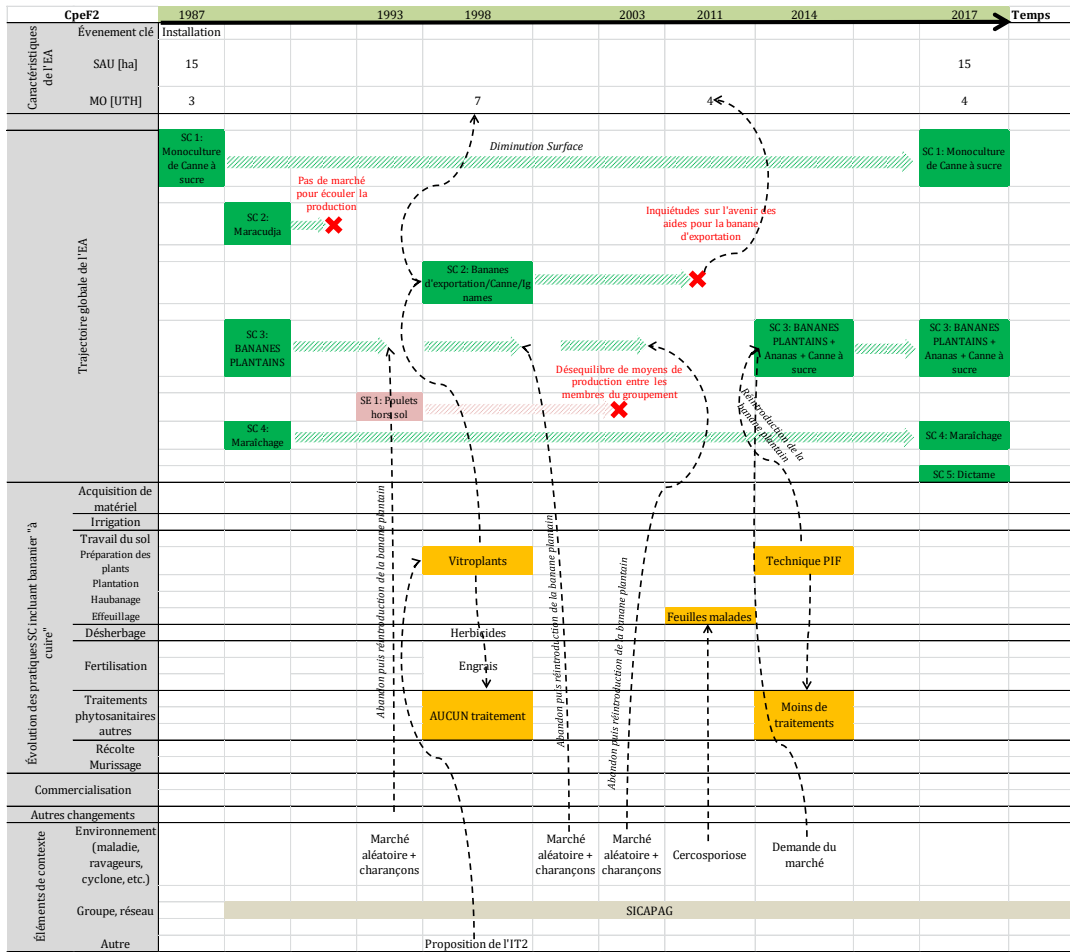 CpeF2
1987
1993
1998
2003
2011
2014
2017
Temps
Caractéristiques
de l'EA
Évenement clé
Installation
SAU [ha]
15
15
MO [UTH]
3
7
4
4
Trajectoire globale de l'EA
SC 1:
Monoculture
de Canne à
sucre
Diminution Surface
SC 1: Monoculture
de Canne à sucre
Pas de marché
pour écouler la
production
SC 2:
Maracudja
Inquiétudes sur l'avenir des
aides pour la banane
d'exportation
SC 2: Bananes
d'exportation/Canne/Ig
names
SC 3:
BANANES
PLANTAINS
SC 3: BANANES
PLANTAINS +
Ananas + Canne à
sucre
SC 3: BANANES
PLANTAINS +
Ananas + Canne à
sucre
Désequilibre de moyens de
production entre les
membres du groupement
SE 1: Poulets
hors sol
Réintroduction de la
banane plantain
SC 4:
Maraîchage
SC 4: Maraîchage
SC 5: Dictame
Évolution des pratiques SC incluant bananier "à
cuire"
Acquisition de
matériel
Irrigation
Travail du sol
Préparation des
plants
Vitroplants
Technique PIF
Plantation
Haubanage
Effeuillage
Feuilles malades
Désherbage
Herbicides
Fertilisation
Engrais
Traitements
phytosanitaires
autres
AUCUN traitement
Moins de
traitements
Récolte
Murissage
Abandon puis réintroduction de la banane plantain
Abandon puis réintroduction de la banane plantain
Abandon puis réintroduction de la banane plantain
Commercialisation
Autres changements
Éléments de contexte
Environnement
(maladie,
ravageurs,
cyclone, etc.)
Marché
aléatoire +
charançons
Marché
aléatoire +
charançons
Marché
aléatoire +
charançons
Cercosporiose
Demande du
marché
Groupe, réseau
SICAPAG
Autre
Proposition de l'IT2